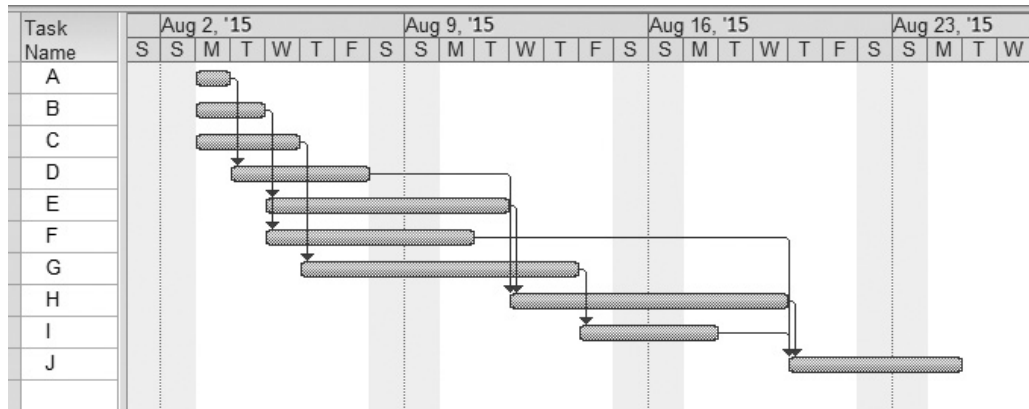 Task Aug 2, '15 Aug 9, '15 Aug 16, '15 Aug 23, '15
Name S S M T W T F S S M T W T F S S M T W T F S S M T W
A
B
C
D
E
F
G
H
I
J